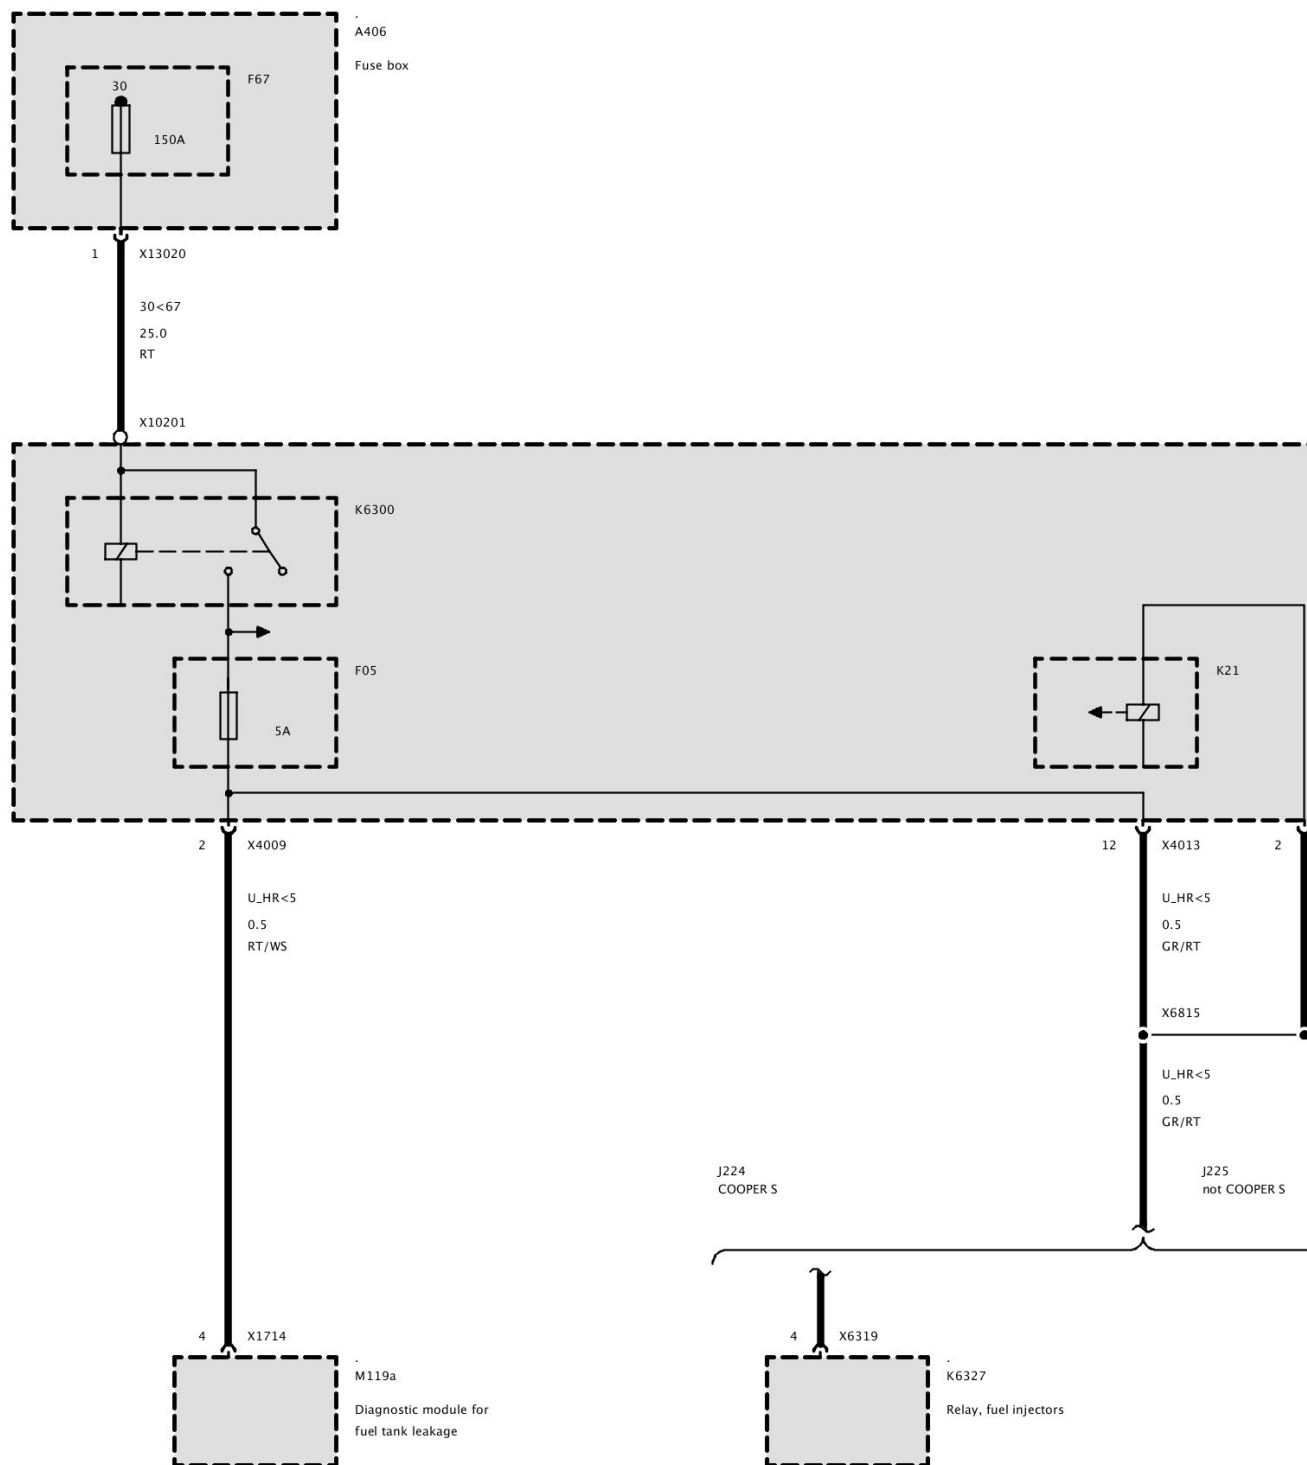 .
A406
Fuse box
F67
30
150A
1
X13020
30<67
25.0
RT
X10201
K6300
F05
5A
K21
2
X4009
12
X4013
2
U_HR<5
0.5
RT/WS
U_HR<5
0.5
GR/RT
X6815
U_HR<5
0.5
GR/RT
J224
COOPER S
J225
not COOPER S
4
X1714
4
X6319
.
M119a
Diagnostic module for
fuel tank leakage
.
K6327
Relay, fuel injectors